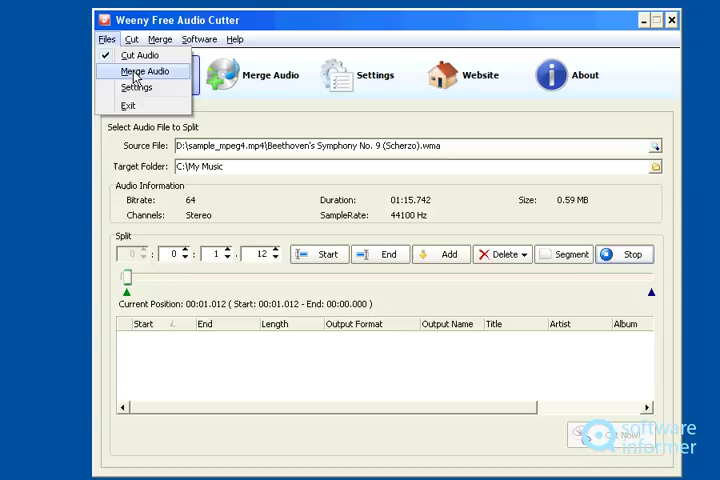 Weeny Free Audio Cutter
Files Cut Merge Software Help
Cut Audio
Merge Audio
Settings
Exit
Merge Audio Settings Website About
Select Audio File to Split
Source File: D:\sample_mpeg4.mp4\Beethoven's Symphony No. 9 (Scherzo).wma
Target Folder: C:\My Music
Audio Information
Bitrate: 64 Duration: 01:15.742 Size: 0.59 MB
Channels: Stereo SampleRate: 44100 Hz
Split
0 : 0 : 1 . 12 Start End Add Delete Segment Stop
Current Position: 00:01.012 ( Start: 00:01.012 - End: 00:00.000 )
Start End Length Output Format Output Name Title Artist Album
Cut Now!
software
informer